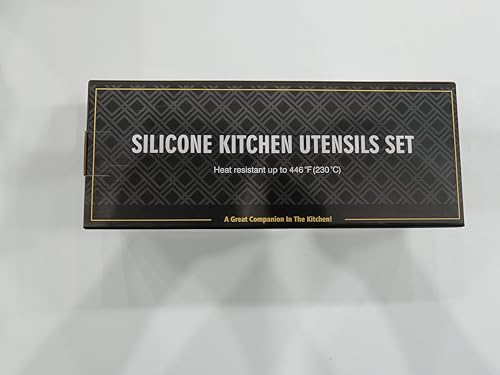 SILICONE KITCHEN UTENSILS SET
Heat resistant up to 446°F(230°C)
A Great Companion In The Kitchen!